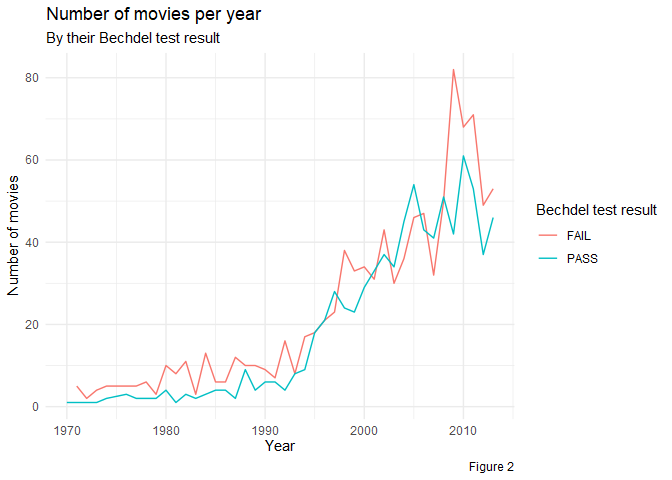 Number of movies per year
By their Bechdel test result
Number of movies
80
60
40
20
0
1970 1980 1990 2000 2010
Year
Bechdel test result
FAIL
PASS
Figure 2